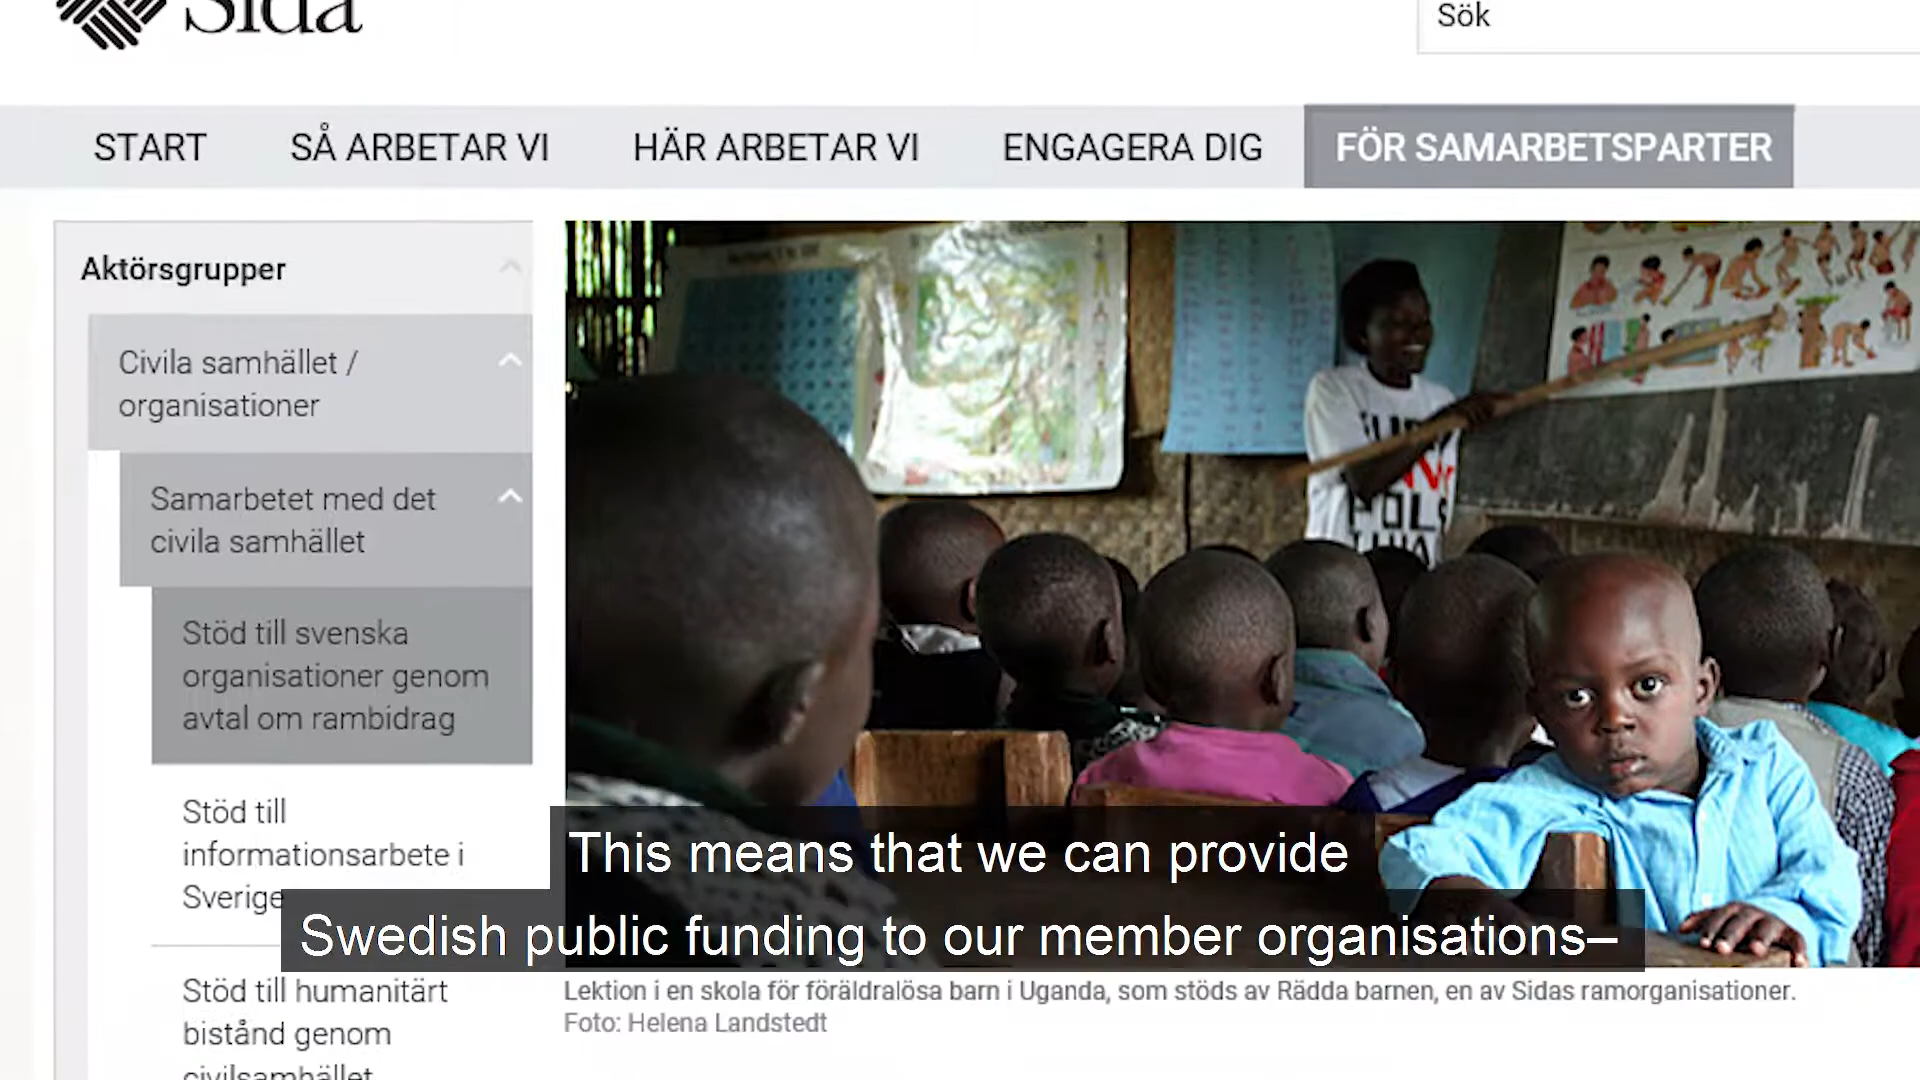 Sida
Sök
START
SÅ ARBETAR VI
HÄR ARBETAR VI
ENGAGERA DIG
FÖR SAMARBETSPARTER
Aktörsgrupper
Civila samhället /
organisationer
Samarbetet med det
civila samhället
Stöd till svenska
organisationer genom
avtal om rambidrag
Stöd till
informationsarbete i
Sverige
Stöd till humanitärt
bistånd genom
civilsamhället
This means that we can provide
Swedish public funding to our member organisations–
Lektion i en skola för föräldralösa barn i Uganda, som stöds av Rädda barnen, en av Sidas ramorganisationer.
Foto: Helena Landstedt